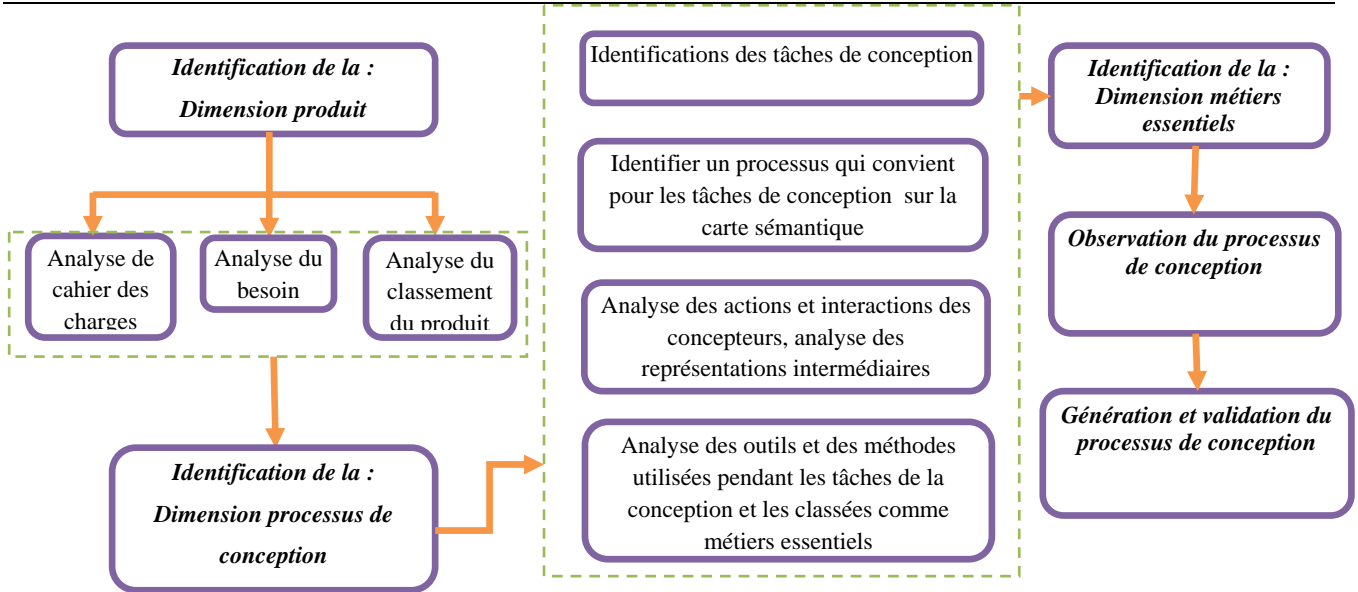 Identification de la :
Dimension produit
Analyse de
cahier des
charges
Analyse du
besoin
Analyse du
classement
du produit
Identification de la :
Dimension processus de
conception
Identifications des tâches de conception
Identifier un processus qui convient
pour les tâches de conception sur la
carte sémantique
Analyse des actions et interactions des
concepteurs, analyse des
représentations intermédiaires
Analyse des outils et des méthodes
utilisées pendant les tâches de la
conception et les classées comme
métiers essentiels
Identification de la :
Dimension métiers
essentiels
Observation du processus
de conception
Génération et validation du
processus de conception